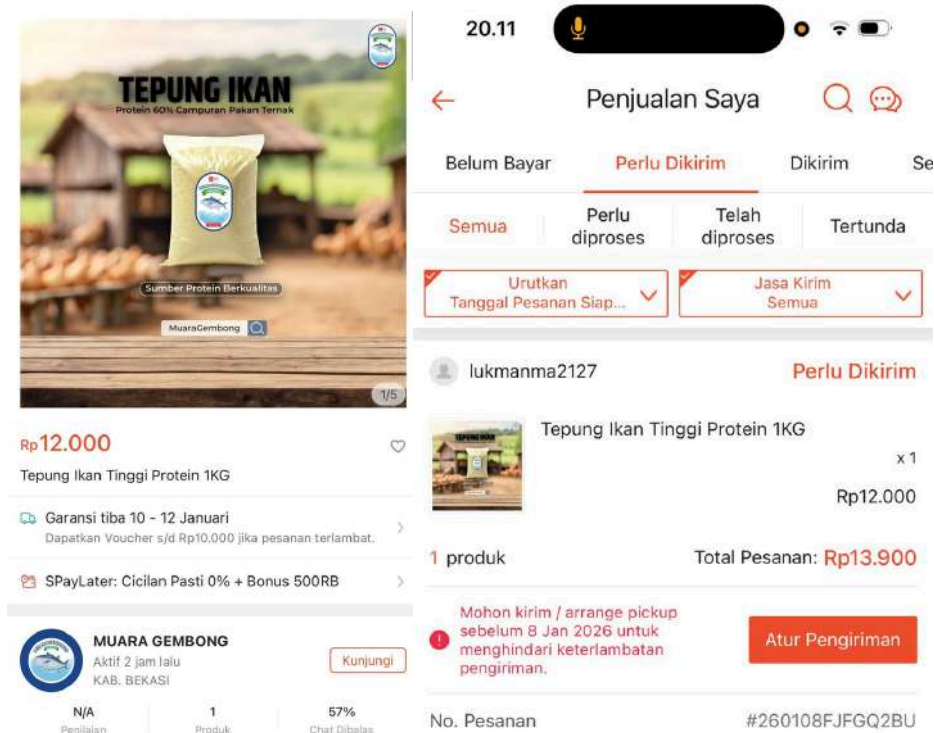 TEPUNG IKAN
Protein 60% Campuran Pakan Ternak
Sumber Protein Berkualitas
MuaraGembong
1/5
Rp12.000
Tepung Ikan Tinggi Protein 1KG
Garansi tiba 10 - 12 Januari
Dapatkan Voucher s/d Rp10.000 jika pesanan terlambat.
SPayLater: Cicilan Pasti 0% + Bonus 500RB
MUARA GEMBONG
Aktif 2 jam lalu
KAB. BEKASI
Kunjungi
N/A
1
57%
Penilaian
Produk
Chat Dibalas
20.11
Penjualan Saya
Belum Bayar
Perlu Dikirim
Dikirim
Se
Semua
Perlu
diproses
Telah
diproses
Tertunda
Urutkan
Tanggal Pesanan Siap...
Jasa Kirim
Semua
lukmanma2127
Perlu Dikirim
Tepung Ikan Tinggi Protein 1KG
x 1
Rp12.000
1 produk
Total Pesanan: Rp13.900
Mohon kirim / arrange pickup
sebelum 8 Jan 2026 untuk
menghindari keterlambatan
pengiriman.
Atur Pengiriman
No. Pesanan
#260108FJFGQ2BU